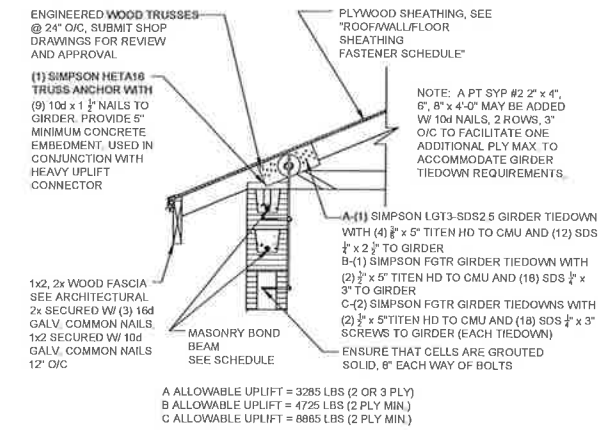 ENGINEERED WOOD TRUSSES
@ 24" O/C, SUBMIT SHOP
DRAWINGS FOR REVIEW
AND APPROVAL
(1) SIMPSON HETA16
TRUSS ANCHOR WITH
(9) 10d x 1 1/2" NAILS TO
GIRDER. PROVIDE 5"
MINIMUM CONCRETE
EMBEDMENT. USED IN
CONJUNCTION WITH
HEAVY UPLIFT
CONNECTOR
1x2, 2x WOOD FASCIA
SEE ARCHITECTURAL
2x SECURED W/ (3) 16d
GALV. COMMON NAILS.
1x2 SECURED W/ 10d
GALV. COMMON NAILS
12" O/C
MASONRY BOND
BEAM
SEE SCHEDULE
PLYWOOD SHEATHING, SEE
"ROOF/WALL/FLOOR
SHEATHING
FASTENER SCHEDULE"
NOTE: A PT SYP #2 2" x 4",
6", 8" x 4'-0" MAY BE ADDED
W/ 10d NAILS, 2 ROWS, 3"
O/C TO FACILITATE ONE
ADDITIONAL PLY MAX. TO
ACCOMMODATE GIRDER
TIEDOWN REQUIREMENTS.
A-(1) SIMPSON LGT3-SDS2.5 GIRDER TIEDOWN
WITH (4) 3/8" x 5" TITEN HD TO CMU AND (12) SDS
1/4" x 2 1/2" TO GIRDER
B-(1) SIMPSON FGTR GIRDER TIEDOWN WITH
(2) 1/2" x 5" TITEN HD TO CMU AND (18) SDS 1/4" x
3" TO GIRDER
C-(2) SIMPSON FGTR GIRDER TIEDOWNS WITH
(2) 1/2" x 5"TITEN HD TO CMU AND (18) SDS 1/4" x 3"
SCREWS TO GIRDER (EACH TIEDOWN)
ENSURE THAT CELLS ARE GROUTED
SOLID, 6" EACH WAY OF BOLTS
A ALLOWABLE UPLIFT = 3285 LBS (2 OR 3 PLY)
B ALLOWABLE UPLIFT = 4725 LBS (2 PLY MIN.)
C ALLOWABLE UPLIFT = 8865 LBS (2 PLY MIN.)